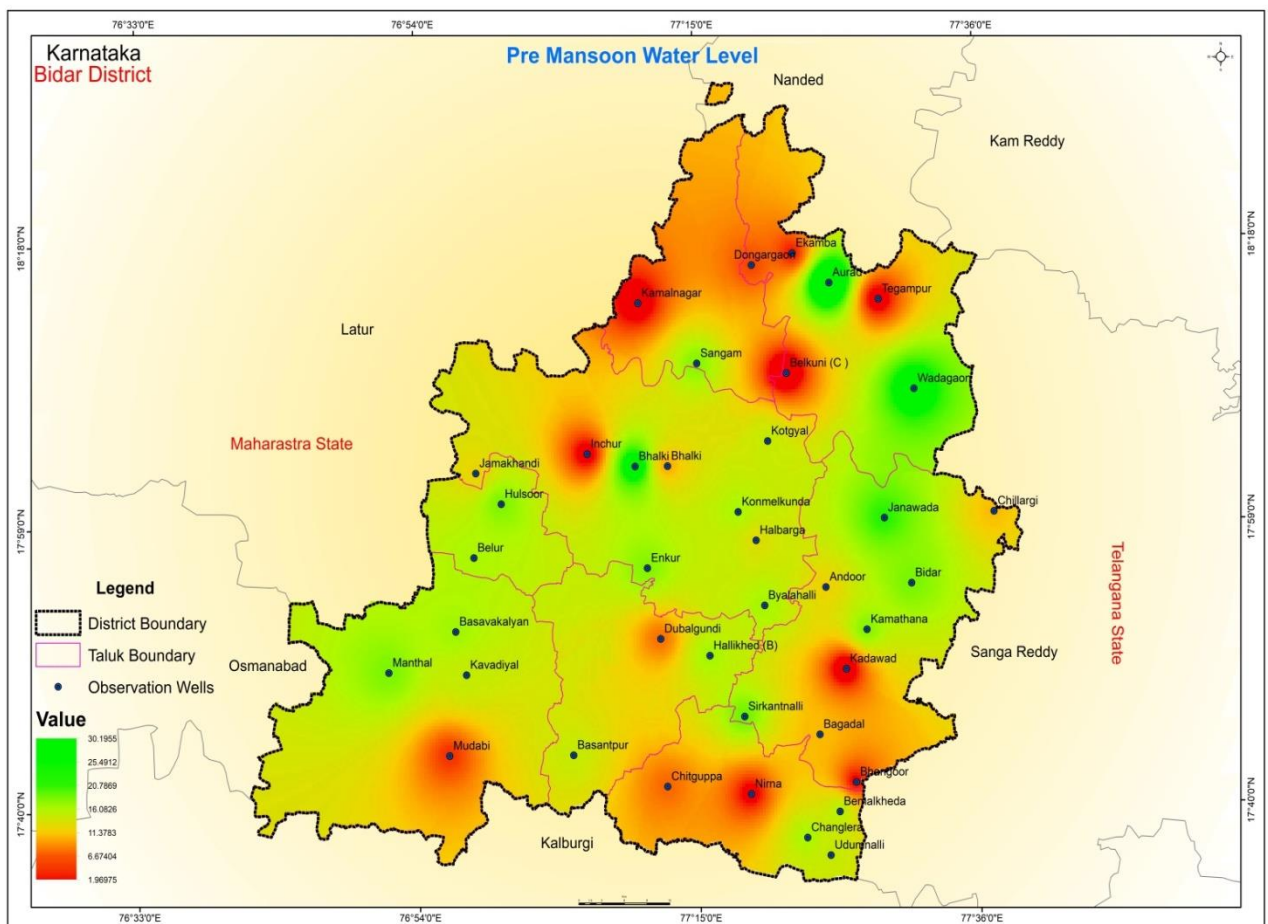 76°33'0"E
76°54'0"E
77°15'0"E
77°36'0"E
Karnataka
Bidar District
Pre Mansoon Water Level
Nanded
Kam Reddy
18°18'0"N
18°18'0"N
Ekamba
Dongargaon
Aurad
Tegampur
Kamalnagar
Latur
Sangam
Belkuni (C )
Wadagaon
Maharastra State
Kotgyal
Inchur
Bhalki
Bhalki
Jamakhandi
Hulsoor
Chillargi
Konmelkunda
Janawada
17°59'0"N
17°59'0"N
Halbarga
Belur
Enkur
Bidar
Andoor
Telangana State
Byalahalli
Legend
District Boundary
Taluk Boundary
Observation Wells
Kamathana
Basavakalyan
Dubalgundi
Hallikhed (B)
Osmanabad
Manthal
Kavadiyal
Kadawad
Sanga Reddy
Sirkantnalli
Bagadal
Value
30.1955
25.4912
20.7869
16.0826
11.3783
6.67404
1.96975
Mudabi
Basantpur
Chitguppa
Nirna
Bhangoor
Bemalkheda
17°40'0"N
17°40'0"N
Changlera
Kalburgi
Udumnalli
76°33'0"E
76°54'0"E
77°15'0"E
77°36'0"E